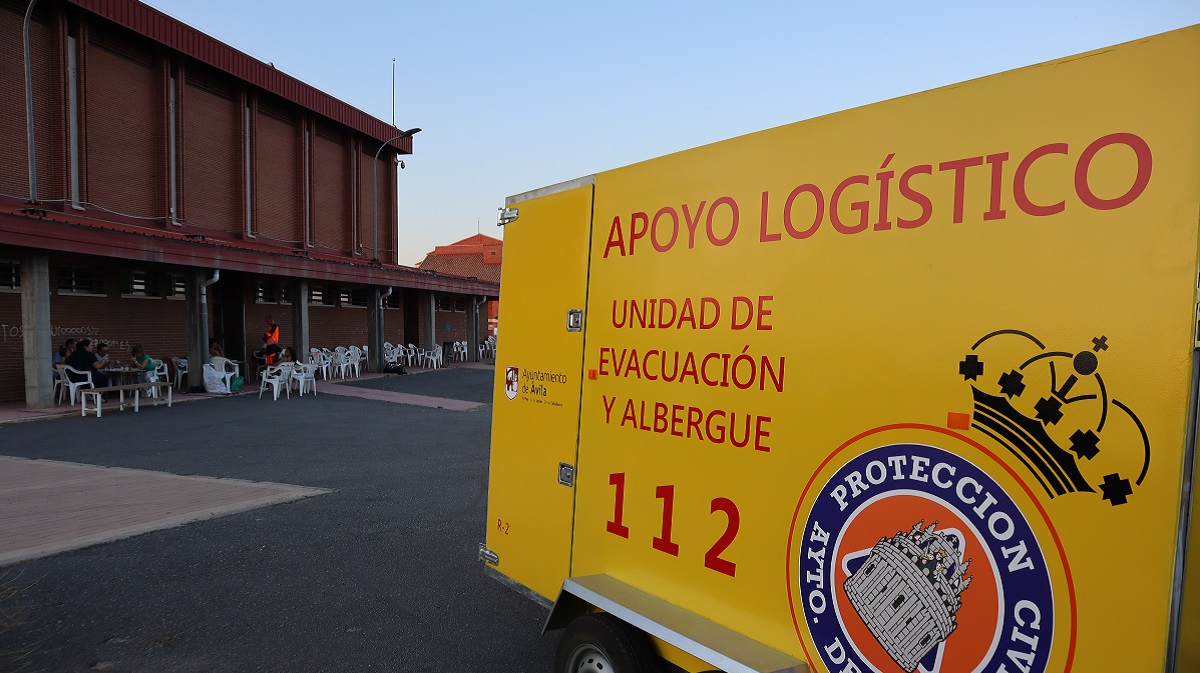 APOYO LOGÍSTICO
UNIDAD DE
EVACUACIÓN
Y ALBERGUE
112
Ayuntamiento
de Ávila
R-2
PROTECCION CIVIL
AYTO. DE